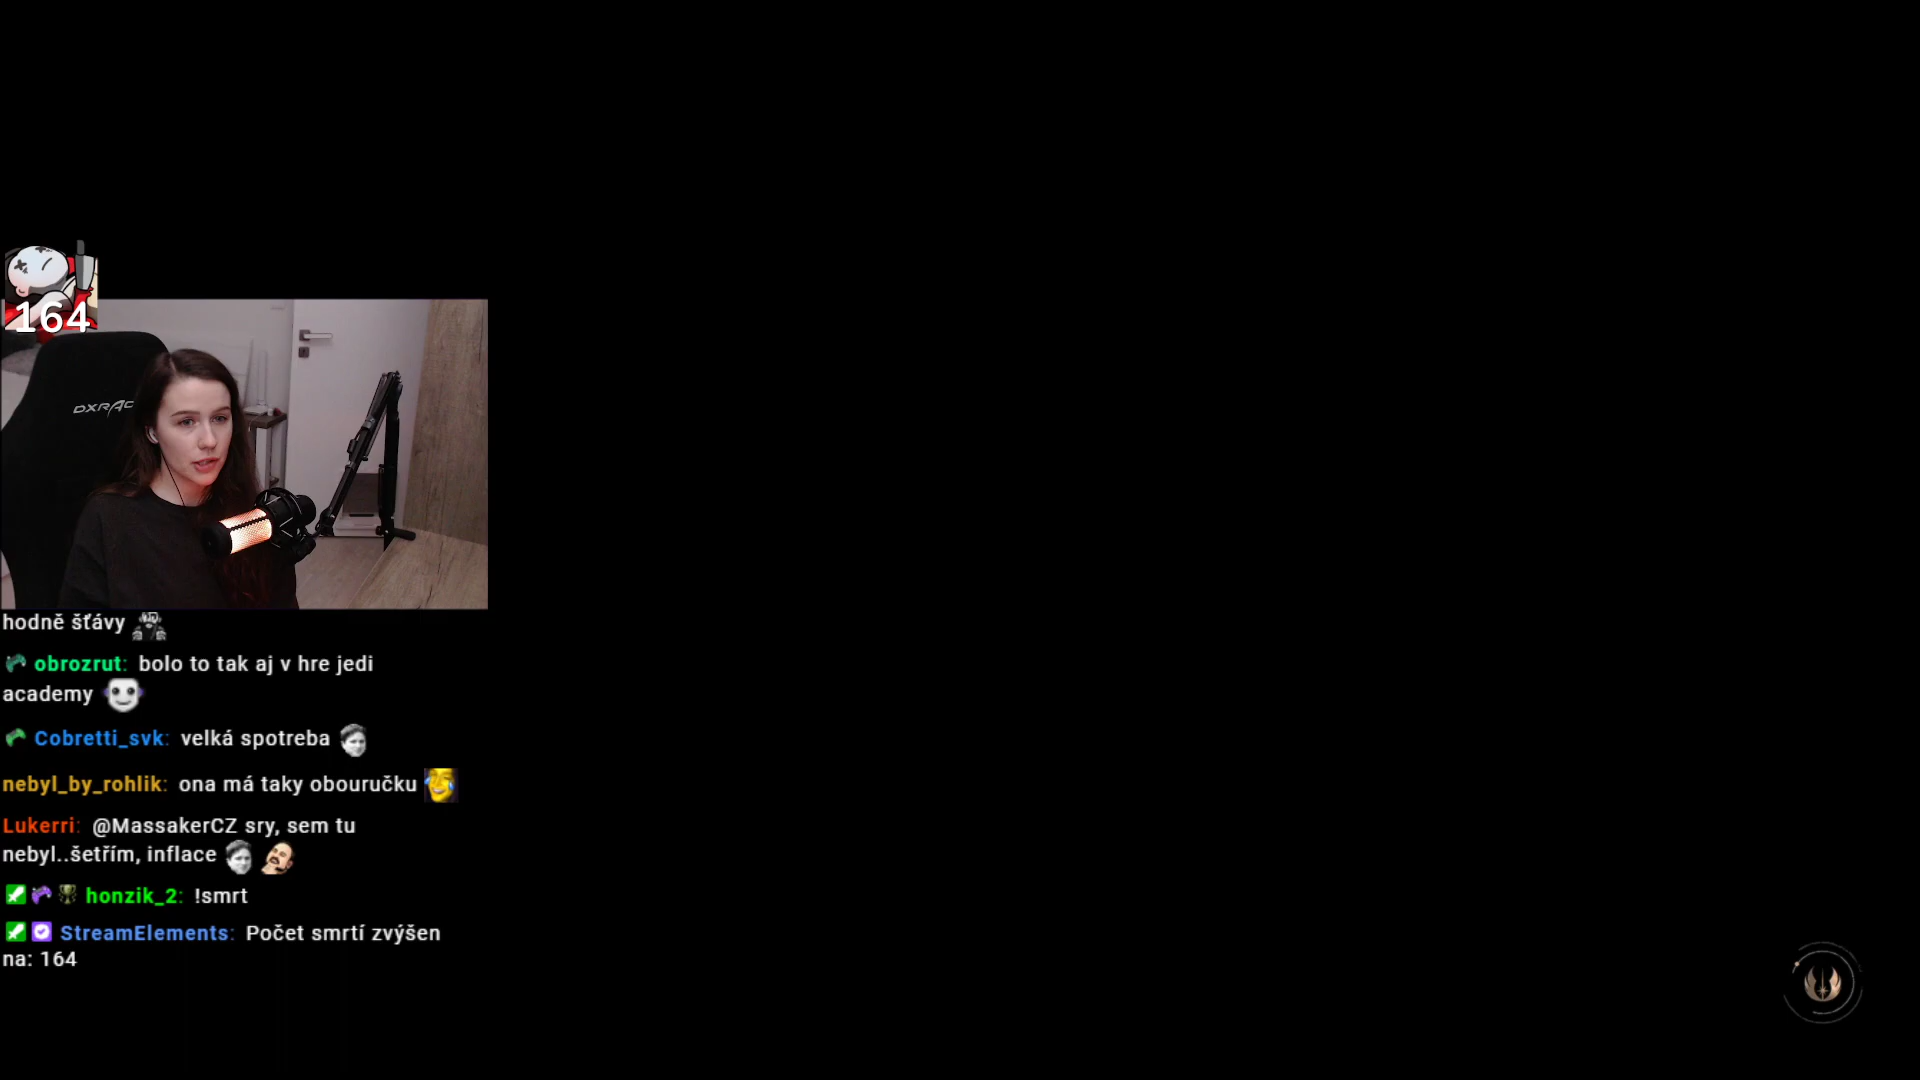 164
DXRAC
hodně šťávy
obrozrut: bolo to tak aj v hre jedi
academy
Cobretti_svk: velká spotreba
nebyl_by_rohlik: ona má taky obouručku
Lukerri: @MassakerCZ sry, sem tu
nebyl..šetřím, inflace
honzik_2: !smrt
StreamElements: Počet smrtí zvýšen
na: 164